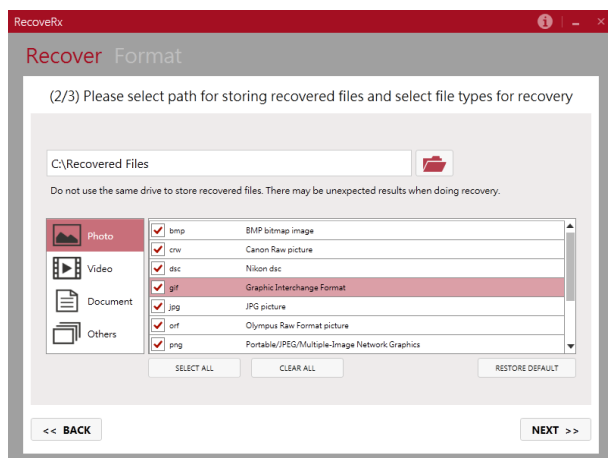 RecoveRx
Recover Format
(2/3) Please select path for storing recovered files and select file types for recovery
C:\Recovered Files
Do not use the same drive to store recovered files. There may be unexpected results when doing recovery.
Photo
Video
Document
Others
bmp BMP bitmap image
crw Canon Raw picture
dsc Nikon dsc
gif Graphic Interchange Format
jpg JPG picture
orf Olympus Raw Format picture
png Portable/JPEG/Multiple-Image Network Graphics
SELECT ALL CLEAR ALL RESTORE DEFAULT
<< BACK NEXT >>